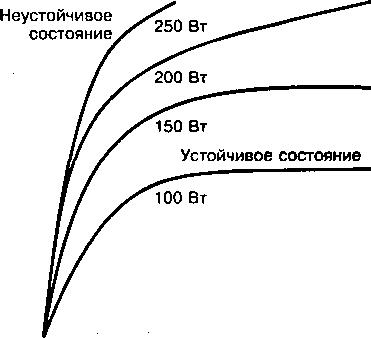 Неустойчивое
состояние
250 Вт
200 Вт
150 Вт
Устойчивое состояние
100 Вт